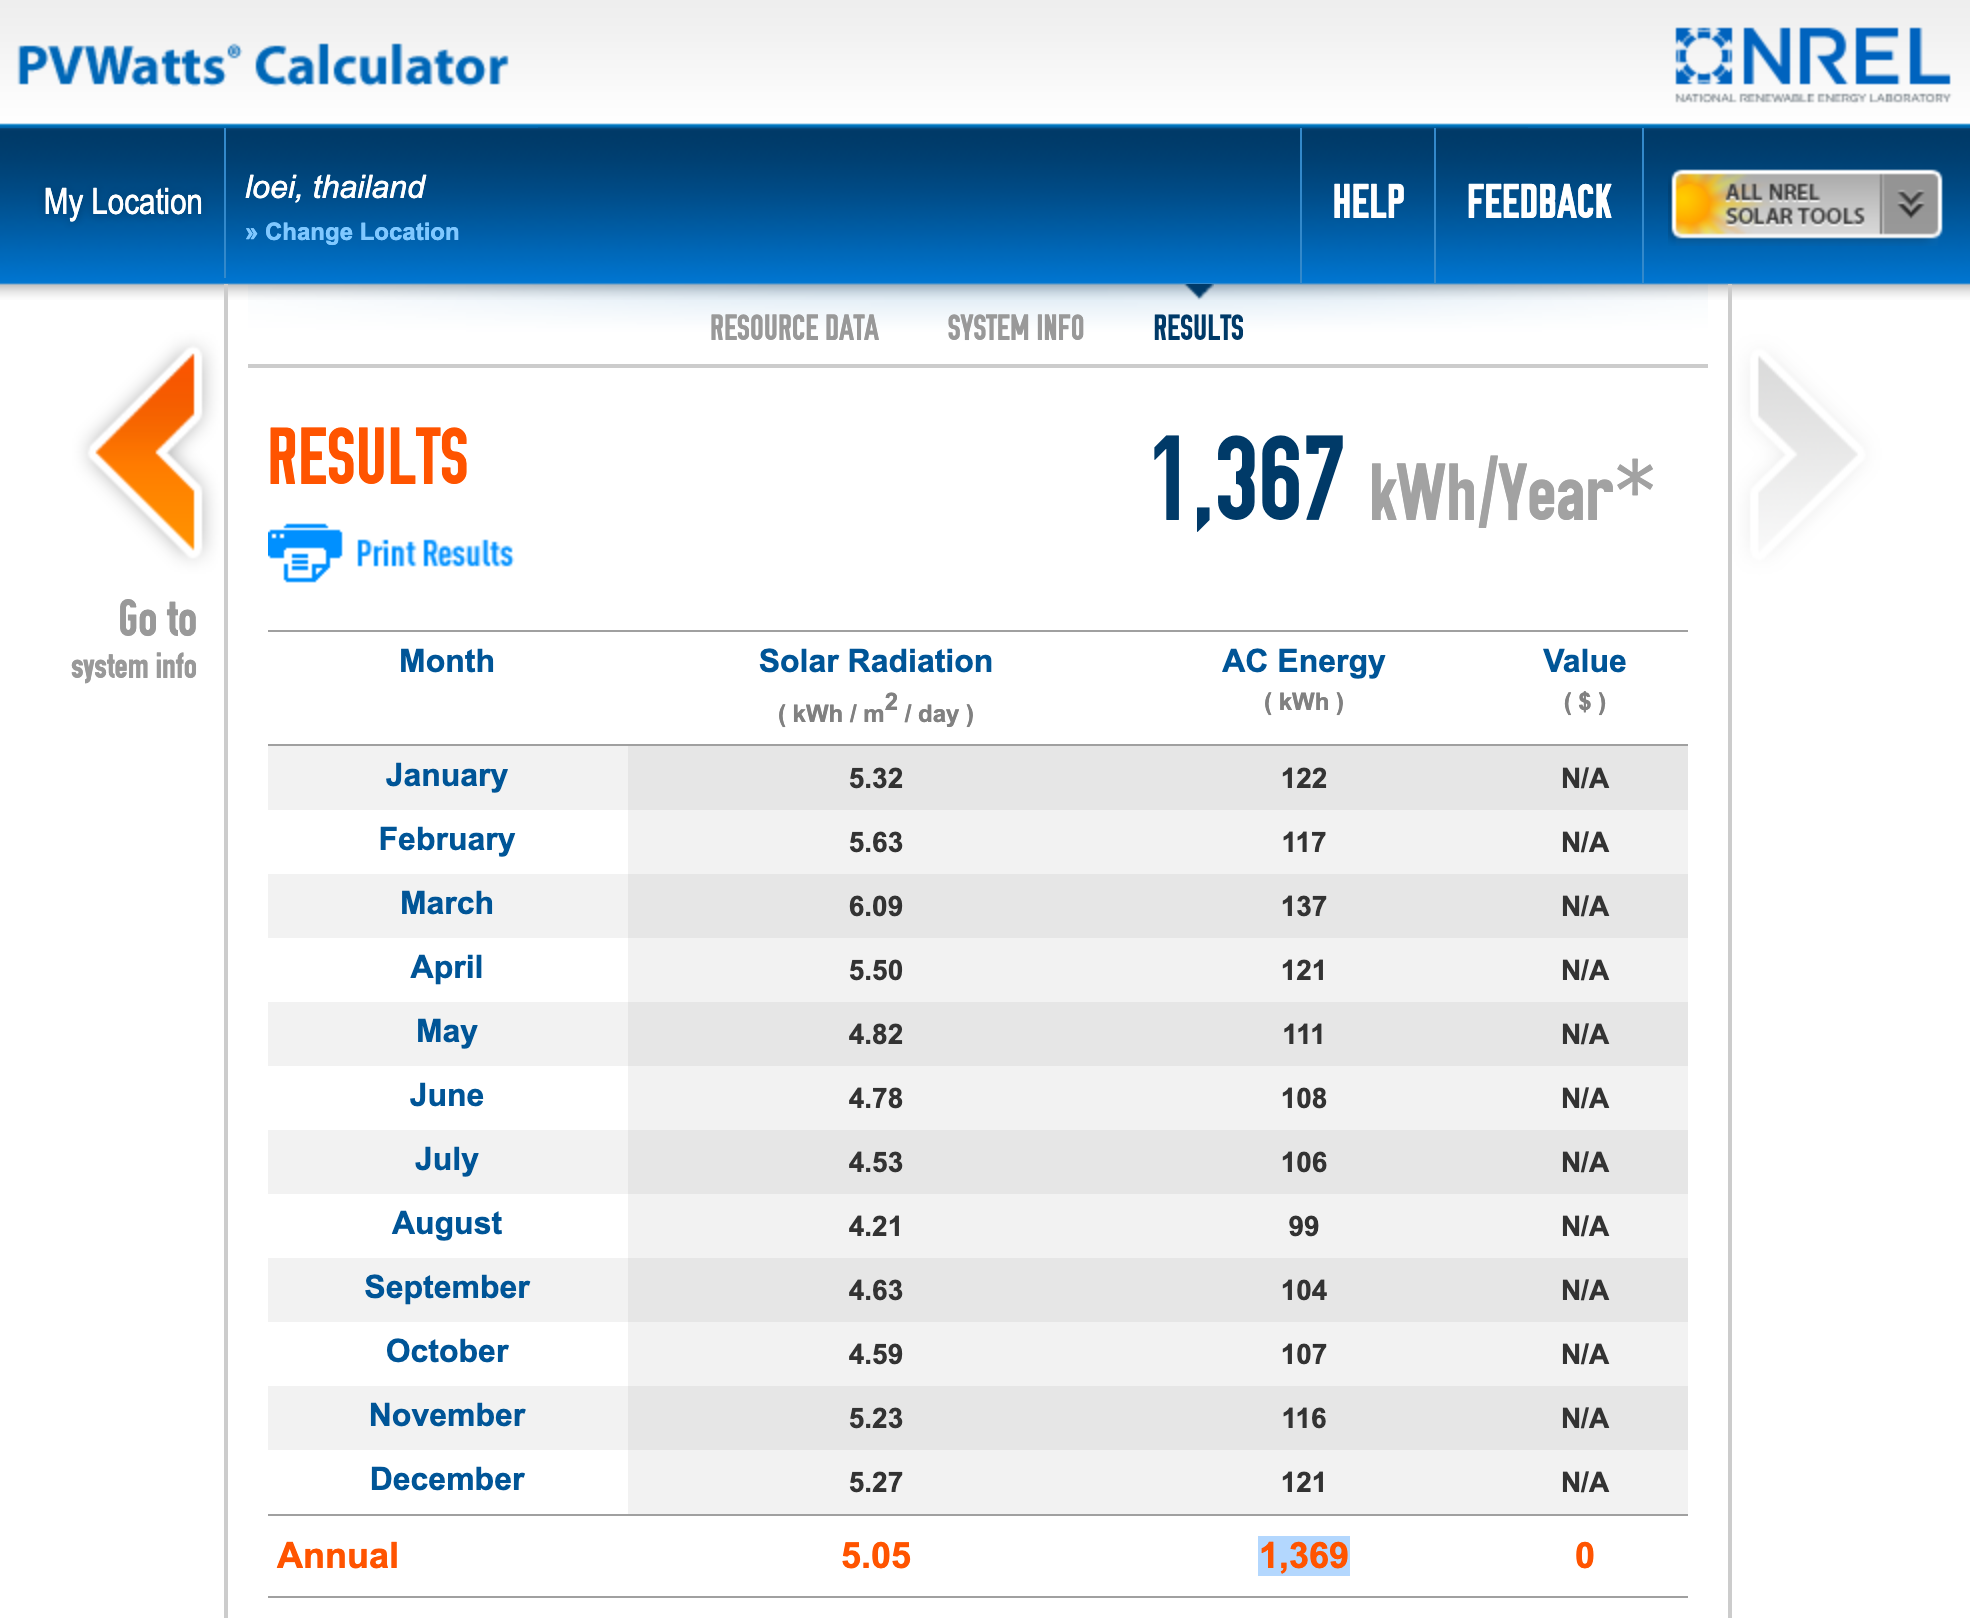 PVWatts® Calculator
NREL
NATIONAL RENEWABLE ENERGY LABORATORY
My Location
loei, thailand
» Change Location
HELP
FEEDBACK
ALL NREL
SOLAR TOOLS
RESOURCE DATA SYSTEM INFO RESULTS
RESULTS
1,367 kWh/Year*
Print Results
Go to
system info
Month Solar Radiation AC Energy Value
( kWh / m2 / day ) ( kWh ) ( $ )
January 5.32 122 N/A
February 5.63 117 N/A
March 6.09 137 N/A
April 5.50 121 N/A
May 4.82 111 N/A
June 4.78 108 N/A
July 4.53 106 N/A
August 4.21 99 N/A
September 4.63 104 N/A
October 4.59 107 N/A
November 5.23 116 N/A
December 5.27 121 N/A
Annual 5.05 1,369 0